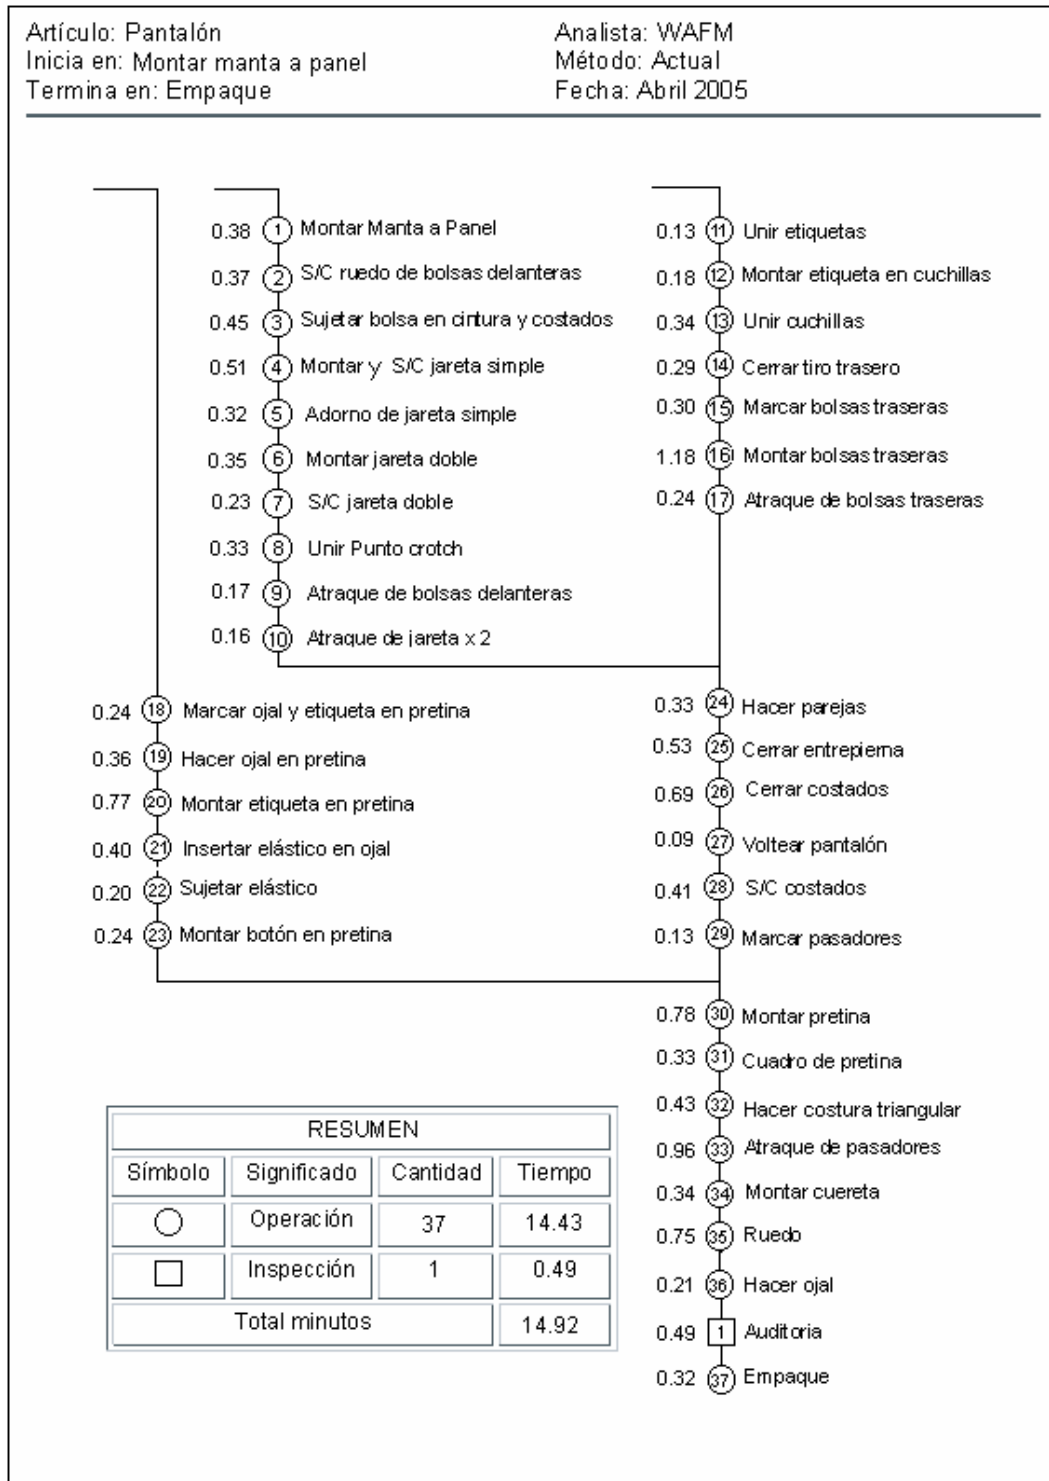 Artículo: Pantalón
Inicia en: Montar manta a panel
Termina en: Empaque
Analista: WAFM
Método: Actual
Fecha: Abril 2005
0.38 1 Montar Manta a Panel
0.37 2 S/C ruedo de bolsas delanteras
0.45 3 Sujetar bolsa en cintura y costados
0.51 4 Montar y S/C jareta simple
0.32 5 Adorno de jareta simple
0.35 6 Montar jareta doble
0.23 7 S/C jareta doble
0.33 8 Unir Punto crotch
0.17 9 Atraque de bolsas delanteras
0.16 10 Atraque de jareta x 2
0.13 11 Unir etiquetas
0.18 12 Montar etiqueta en cuchillas
0.34 13 Unir cuchillas
0.29 14 Cerrar tiro trasero
0.30 15 Marcar bolsas traseras
1.18 16 Montar bolsas traseras
0.24 17 Atraque de bolsas traseras
0.24 18 Marcar ojal y etiqueta en pretina
0.36 19 Hacer ojal en pretina
0.77 20 Montar etiqueta en pretina
0.40 21 Insertar elástico en ojal
0.20 22 Sujetar elástico
0.24 23 Montar botón en pretina
0.33 24 Hacer parejas
0.53 25 Cerrar entrepierna
0.69 26 Cerrar costados
0.09 27 Voltear pantalón
0.41 28 S/C costados
0.13 29 Marcar pasadores
0.78 30 Montar pretina
0.33 31 Cuadro de pretina
0.43 32 Hacer costura triangular
0.96 33 Atraque de pasadores
0.34 34 Montar cuereta
0.75 35 Ruedo
0.21 36 Hacer ojal
0.49 1 Auditoria
0.32 37 Empaque
RESUMEN
Símbolo Significado Cantidad Tiempo
Operación 37 14.43
Inspección 1 0.49
Total minutos 14.92